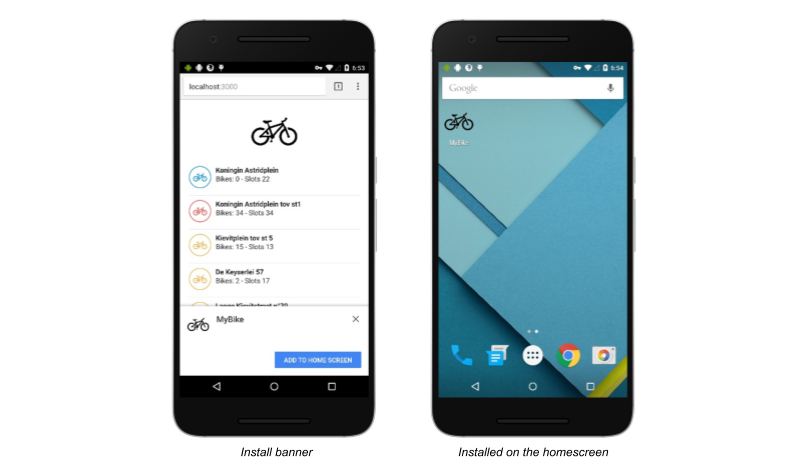 6:53
localhost:3000
1
Koningin Astridplein
Bikes: 0 - Slots 22
Koningin Astridplein tov st1
Bikes: 34 - Slots 34
Kievitplein tov st 5
Bikes: 15 - Slots 13
De Keyserlei 57
Bikes: 2 - Slots 17
MyBike
ADD TO HOME SCREEN
Install banner
6:54
Google
MyBike
Installed on the homescreen